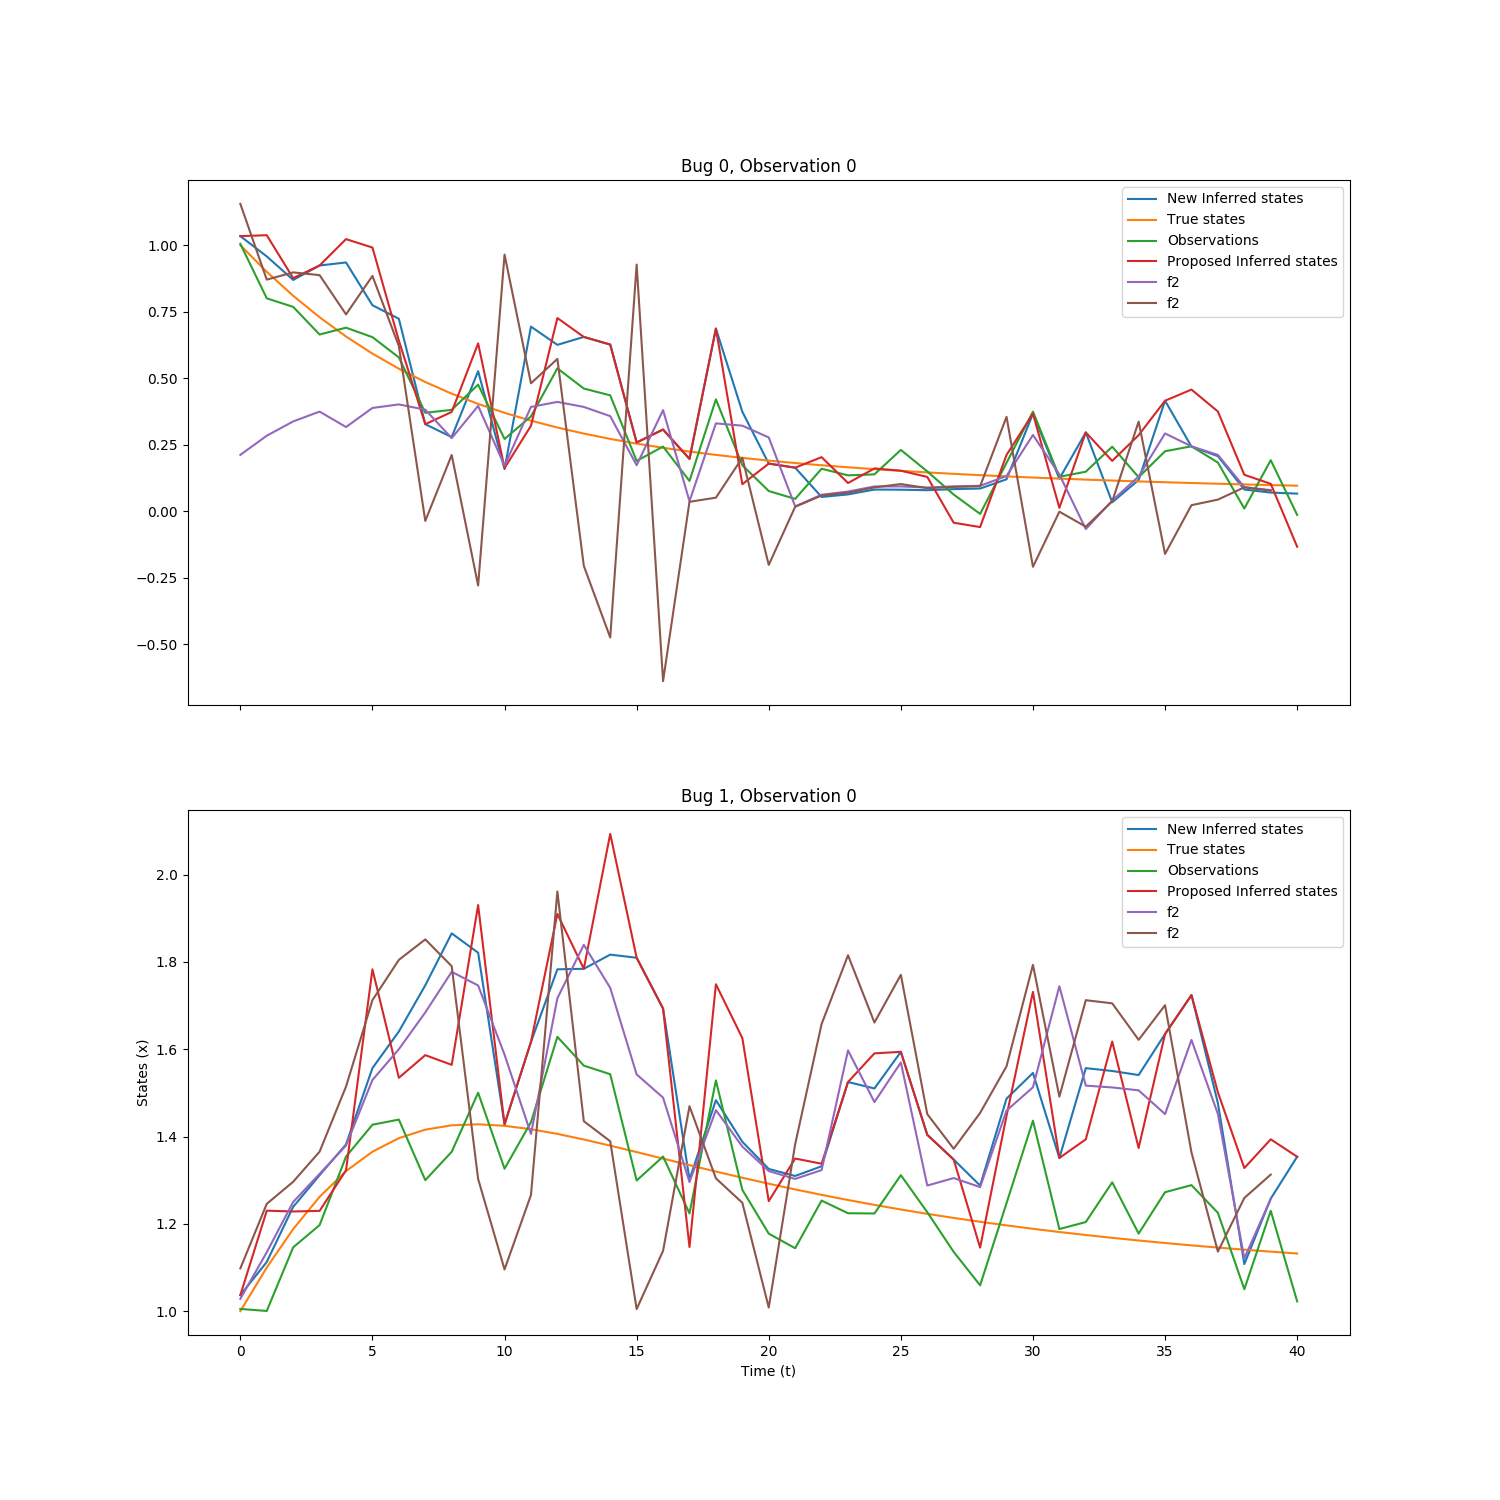 Bug 0, Observation 0
1.00
0.75
0.50
0.25
0.00
−0.25
−0.50
New Inferred states
True states
Observations
Proposed Inferred states
f2
f2
Bug 1, Observation 0
2.0
1.8
1.6
1.4
1.2
1.0
States (x)
New Inferred states
True states
Observations
Proposed Inferred states
f2
f2
0 5 10 15 20 25 30 35 40
Time (t)